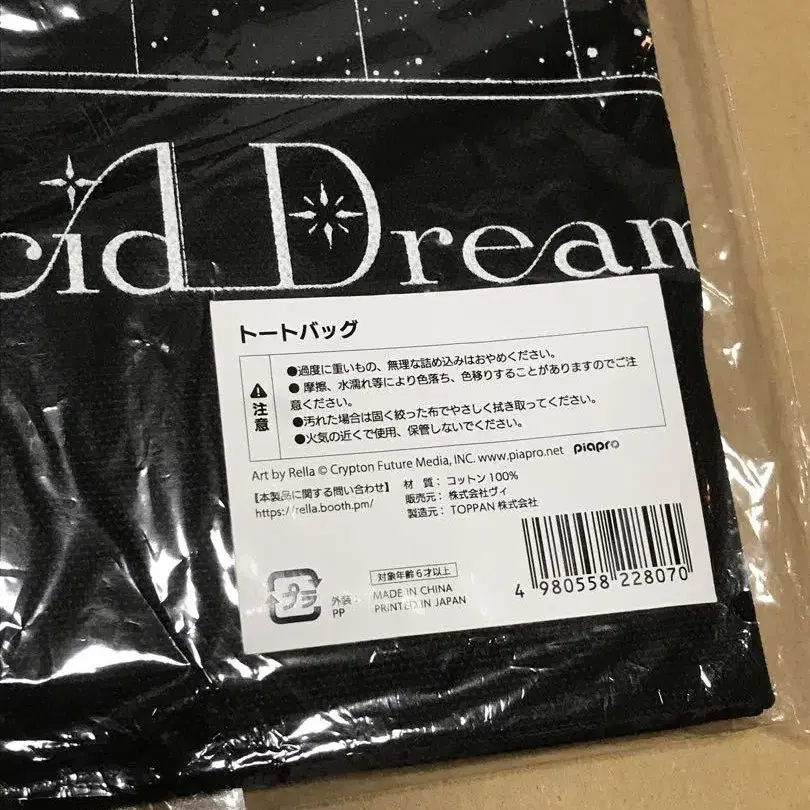 cid Dream
トートバッグ
注意
●過度に重いもの、無理な詰め込みはおやめください。
●摩擦、水濡れ等により色落ち、色移りすることがありますのでご注
意ください。
●汚れた場合は固く絞った布でやさしく拭き取ってください。
●火気の近くで使用、保管しないでください。
Art by Rella © Crypton Future Media, INC. www.piapro.net piapro
【本製品に関する問い合わせ】
https://rella.booth.pm/
材 質： コットン 100%
販売元： 株式会社ヴィ
製造元： TOPPAN 株式会社
プラ
外装：
PP
対象年齢6才以上
MADE IN CHINA
PRINTED IN JAPAN
4 980558 228070